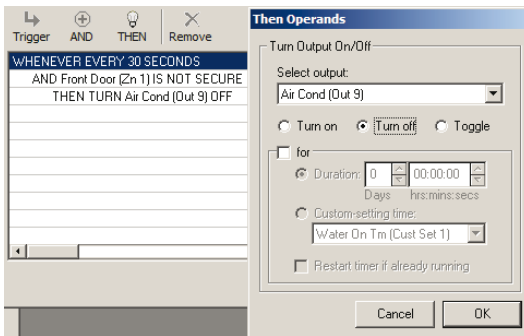 Trigger AND THEN Remove
WHENEVER EVERY 30 SECONDS
AND Front Door (Zn 1) IS NOT SECURE
THEN TURN Air Cond (Out 9) OFF
Then Operands
Turn Output On/Off
Select output:
Air Cond (Out 9)
Turn on Turn off Toggle
for
Duration: 0 00:00:00
Days hrs:mins:secs
Custom-setting time:
Water On Tm (Cust Set 1)
Restart timer if already running
Cancel OK